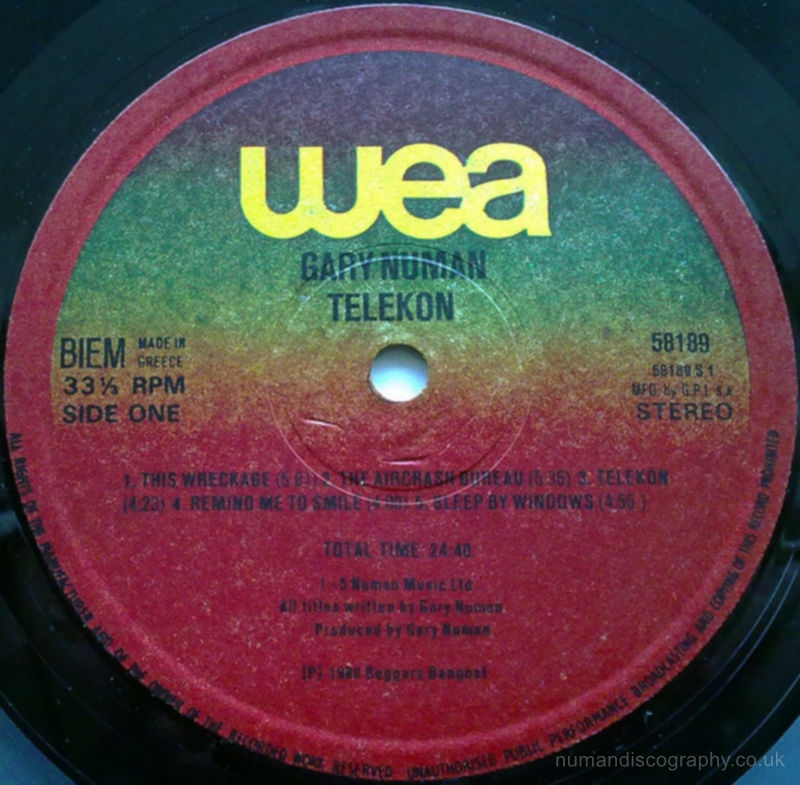 wea
GARY NUMAN
TELEKON
BIEM MADE IN GREECE
33⅓ RPM
SIDE ONE
58189
58189 S 1
MFG. by G.P.I. s.a
STEREO
1. THIS WRECKAGE (5.01) 2. THE AIRCRASH BUREAU (5.35) 3. TELEKON
(4.23) 4. REMIND ME TO SMILE 5. SLEEP BY WINDOWS (4.56)
TOTAL TIME: 24:48
1-5 Numan Music Ltd
All titles written by Gary Numan
Produced by Gary Numan
(P) 1980 Beggars Banquet
ALL RIGHTS OF THE AND OF THE OWNER OF THE RECORDED WORK RESERVED UNAUTHORISED PUBLIC PERFORMANCE BROADCASTING AND COPYING OF THIS RECORD PROHIBITED
numandiscography.co.uk